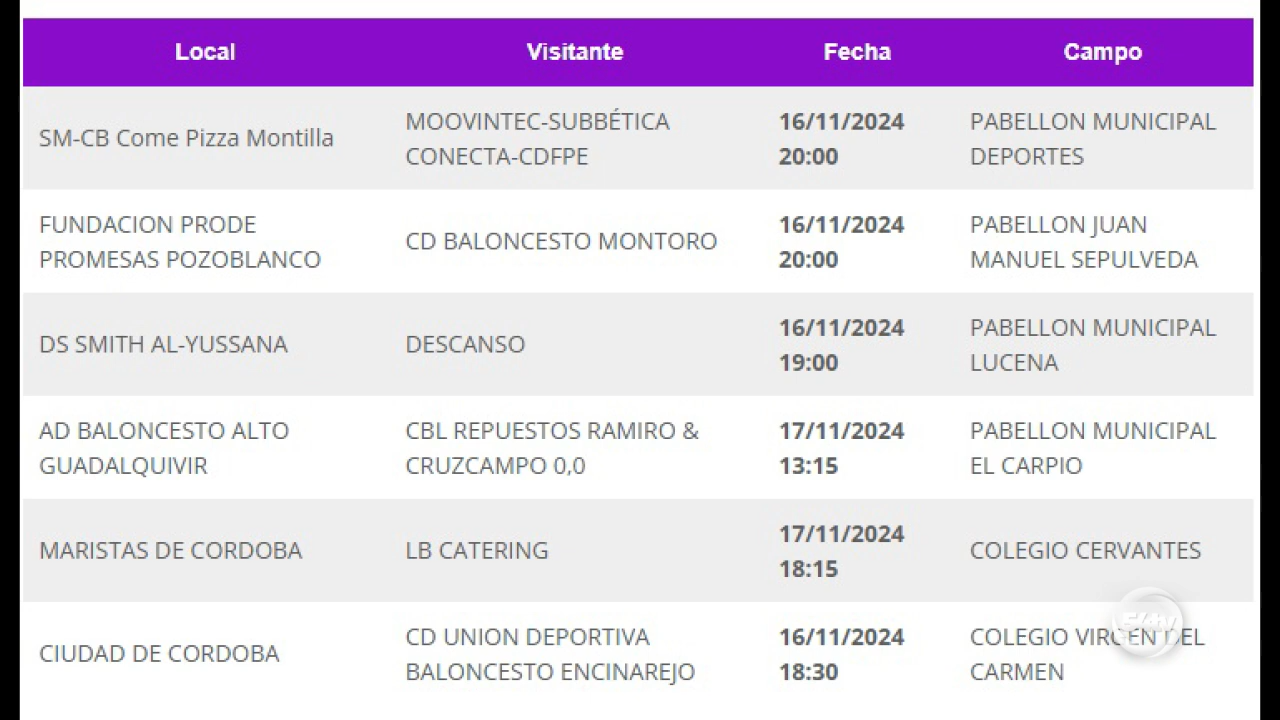 Local Visitante Fecha Campo
SM-CB Come Pizza Montilla
MOOVINTEC-SUBBÉTICA
CONECTA-CDFPE
16/11/2024
20:00
PABELLON MUNICIPAL
DEPORTES
FUNDACION PRODE
PROMESAS POZOBLANCO
CD BALONCESTO MONTORO
16/11/2024
20:00
PABELLON JUAN
MANUEL SEPULVEDA
DS SMITH AL-YUSSANA
DESCANSO
16/11/2024
19:00
PABELLON MUNICIPAL
LUCENA
AD BALONCESTO ALTO
GUADALQUIVIR
CBL REPUESTOS RAMIRO &
CRUZCAMPO 0,0
17/11/2024
13:15
PABELLON MUNICIPAL
EL CARPIO
MARISTAS DE CORDOBA
LB CATERING
17/11/2024
18:15
COLEGIO CERVANTES
CIUDAD DE CORDOBA
CD UNION DEPORTIVA
BALONCESTO ENCINAREJO
16/11/2024
18:30
COLEGIO VIRGEN DEL
CARMEN